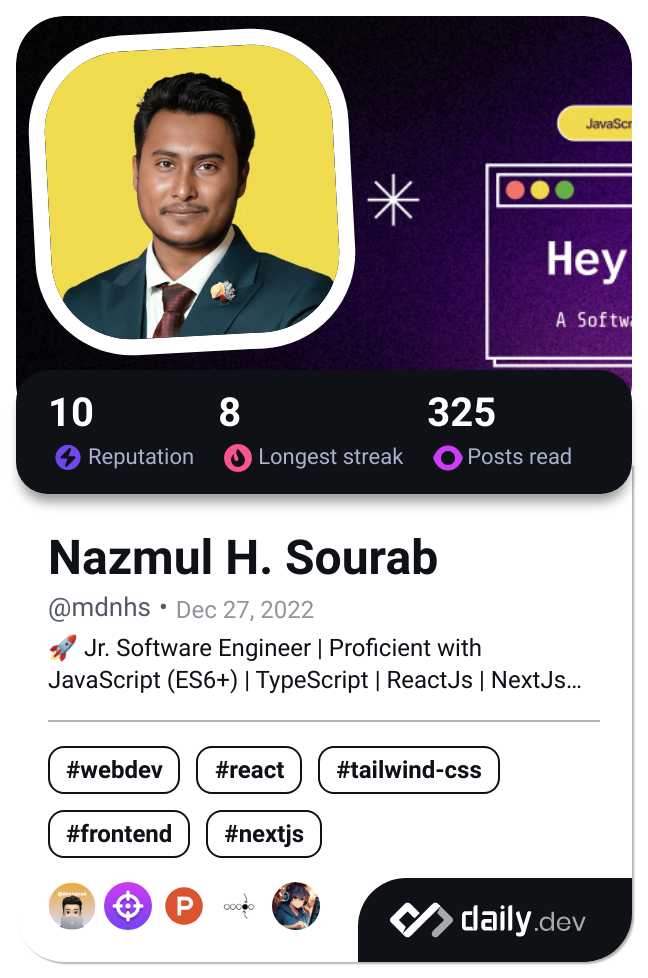 JavaScr
Hey
A Softwa
10 8 325
Reputation Longest streak Posts read
Nazmul H. Sourab
@mdnhs • Dec 27, 2022
🚀 Jr. Software Engineer | Proficient with
JavaScript (ES6+) | TypeScript | ReactJs | NextJs...
#webdev #react #tailwind-css
#frontend #nextjs
P
daily.dev